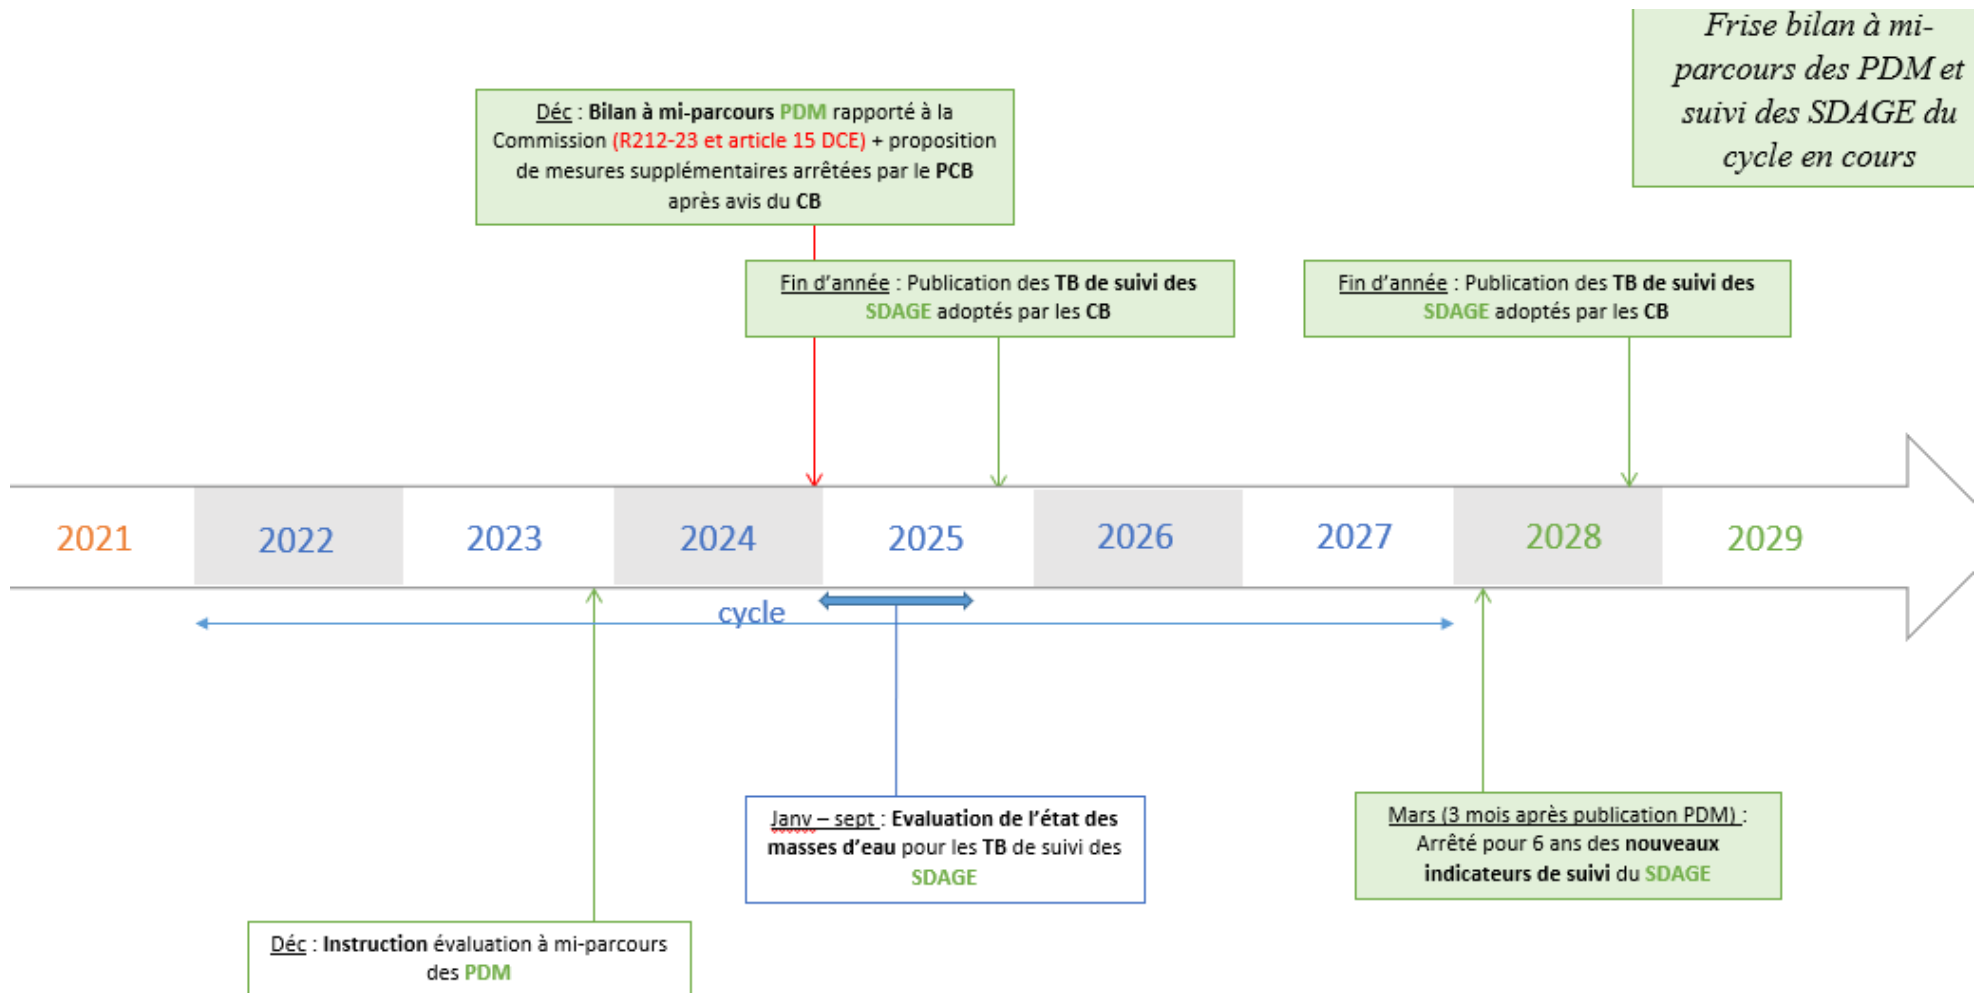 Frise bilan à mi-
parcours des PDM et
suivi des SDAGE du
cycle en cours
Déc : Bilan à mi-parcours PDM rapporté à la
Commission (R212-23 et article 15 DCE) + proposition
de mesures supplémentaires arrêtées par le PCB
après avis du CB
Fin d'année : Publication des TB de suivi des
SDAGE adoptés par les CB
Fin d'année : Publication des TB de suivi des
SDAGE adoptés par les CB
2021
2022
2023
2024
2025
2026
2027
2028
2029
cycle
Janv – sept : Evaluation de l'état des
masses d'eau pour les TB de suivi des
SDAGE
Mars (3 mois après publication PDM) :
Arrêté pour 6 ans des nouveaux
indicateurs de suivi du SDAGE
Déc : Instruction évaluation à mi-parcours
des PDM